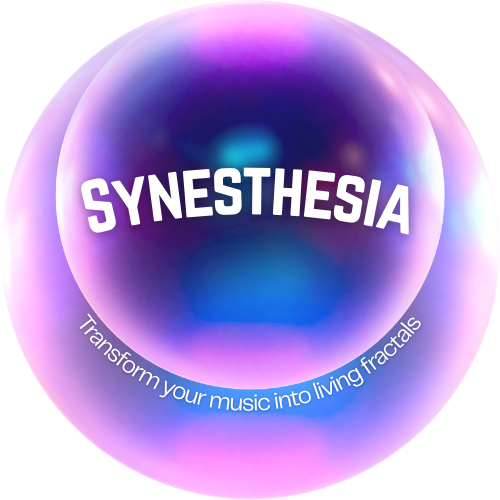 SYNESTHESIA
Transform your music into living fractals